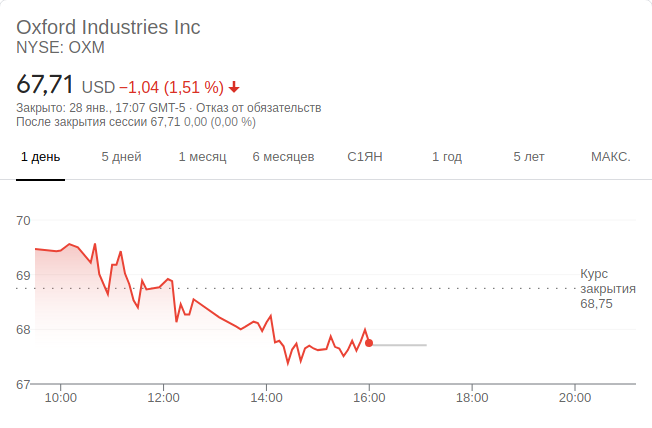 Oxford Industries Inc
NYSE: OXM
67,71 USD −1,04 (1,51 %)
Закрыто: 28 янв., 17:07 GMT-5 · Отказ от обязательств
После закрытия сессии 67,71 0,00 (0,00 %)
1 день 5 дней 1 месяц 6 месяцев С1ЯН 1 год 5 лет МАКС.
70
69
Курс
закрытия
68,75
68
67
10:00 12:00 14:00 16:00 18:00 20:00